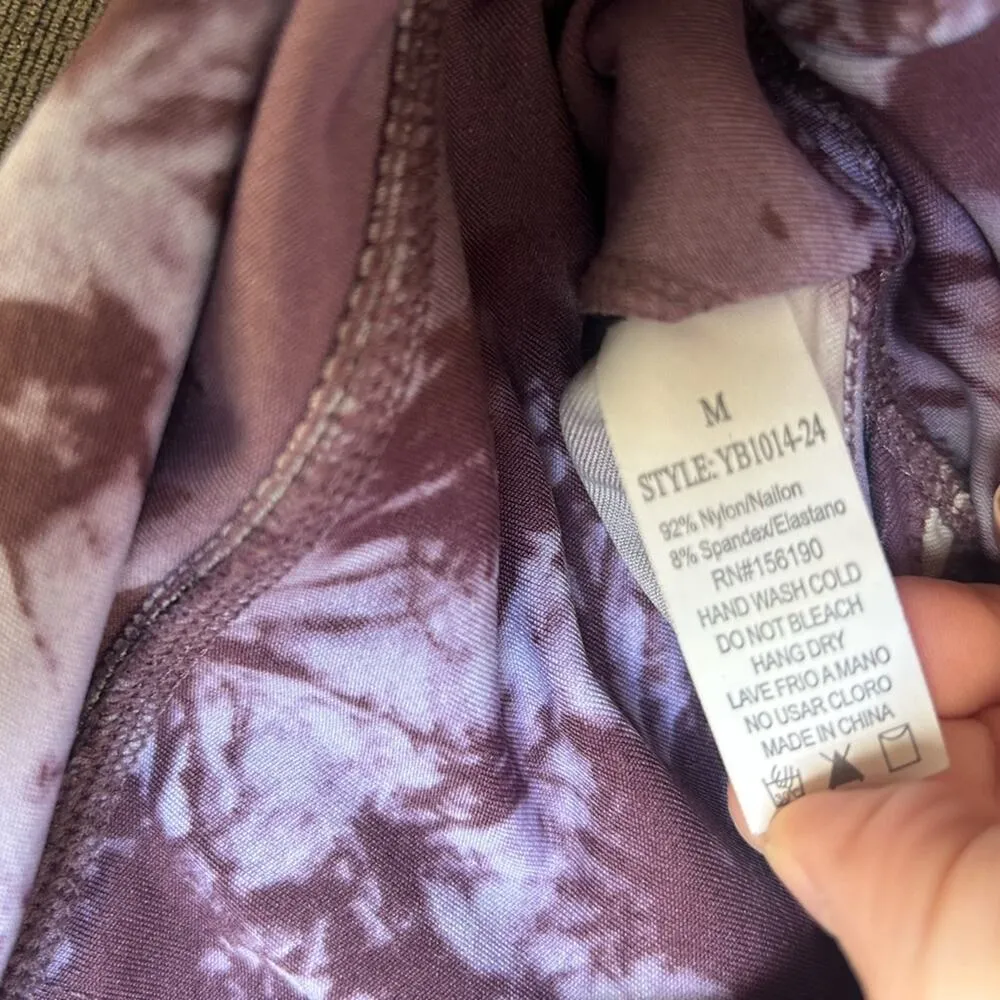 M
STYLE:YB1014-24
92% Nylon/Nailon
8% Spandex/Elastano
RN#156190
HAND WASH COLD
DO NOT BLEACH
HANG DRY
LAVE FRIO A MANO
NO USAR CLORO
MADE IN CHINA